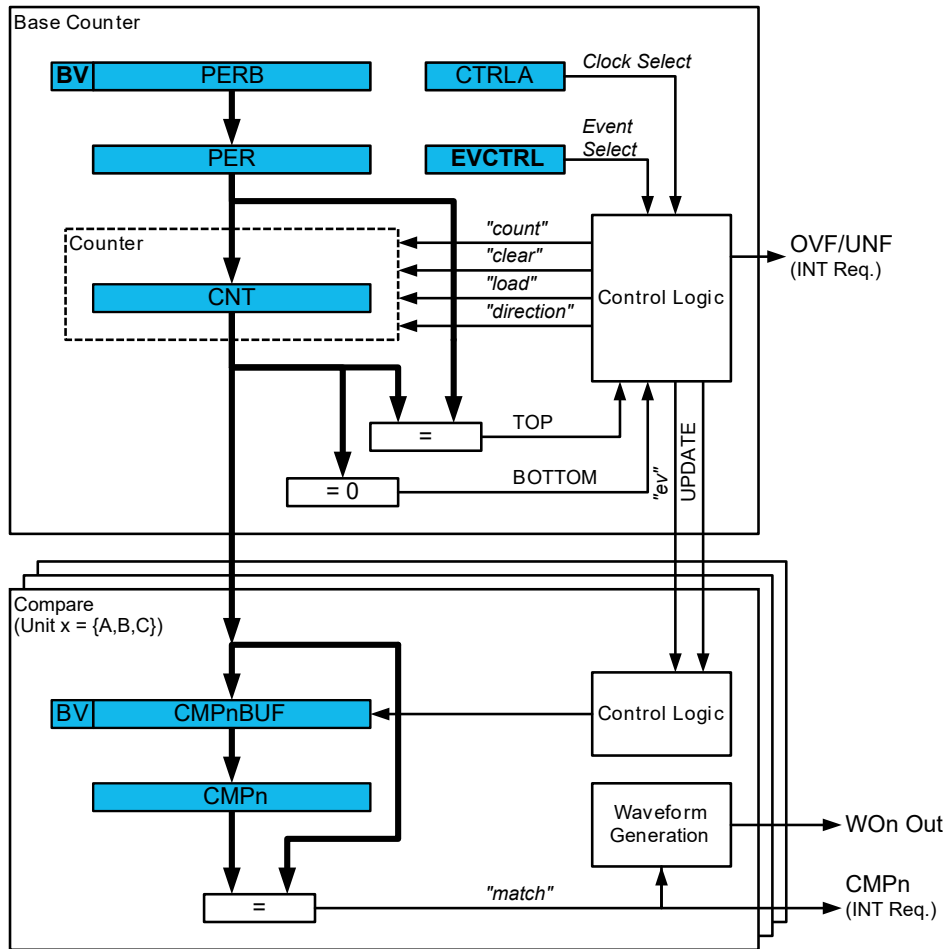 Base Counter
BV
PERB
CTRLA
Clock Select
Event
Select
PER
EVCTRL
Counter
"count"
"clear"
"load"
"direction"
CNT
Control Logic
OVF/UNF
(INT Req.)
=
TOP
= 0
BOTTOM
"ev"
UPDATE
Compare
(Unit x = {A,B,C})
BV
CMPnBUF
Control Logic
CMPn
Waveform
Generation
WOn Out
=
"match"
CMPn
(INT Req.)